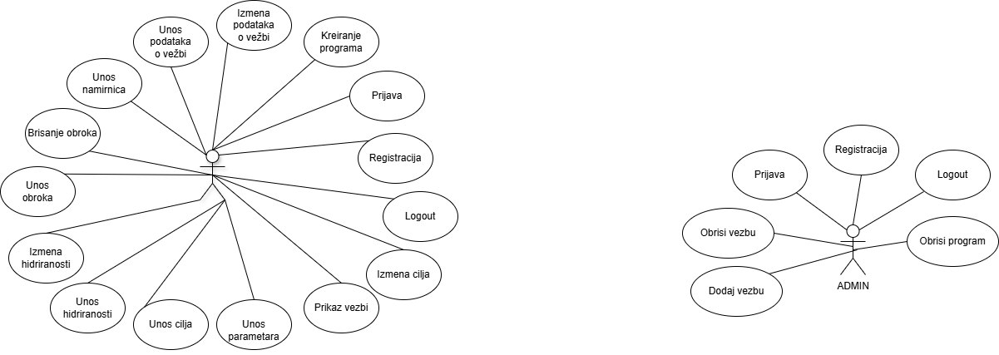 Izmena
podataka
o vežbi
Unos
podataka
o vežbi
Kreiranje
programa
Unos
namirnica
Prijava
Brisanje obroka
Registracija
Unos
obroka
Logout
Izmena
hidriranosti
Izmena cilja
Unos
hidriranosti
Prikaz vezbi
Unos cilja
Unos
parametara
Registracija
Prijava
Logout
Obrisi vezbu
Obrisi program
Dodaj vezbu
ADMIN